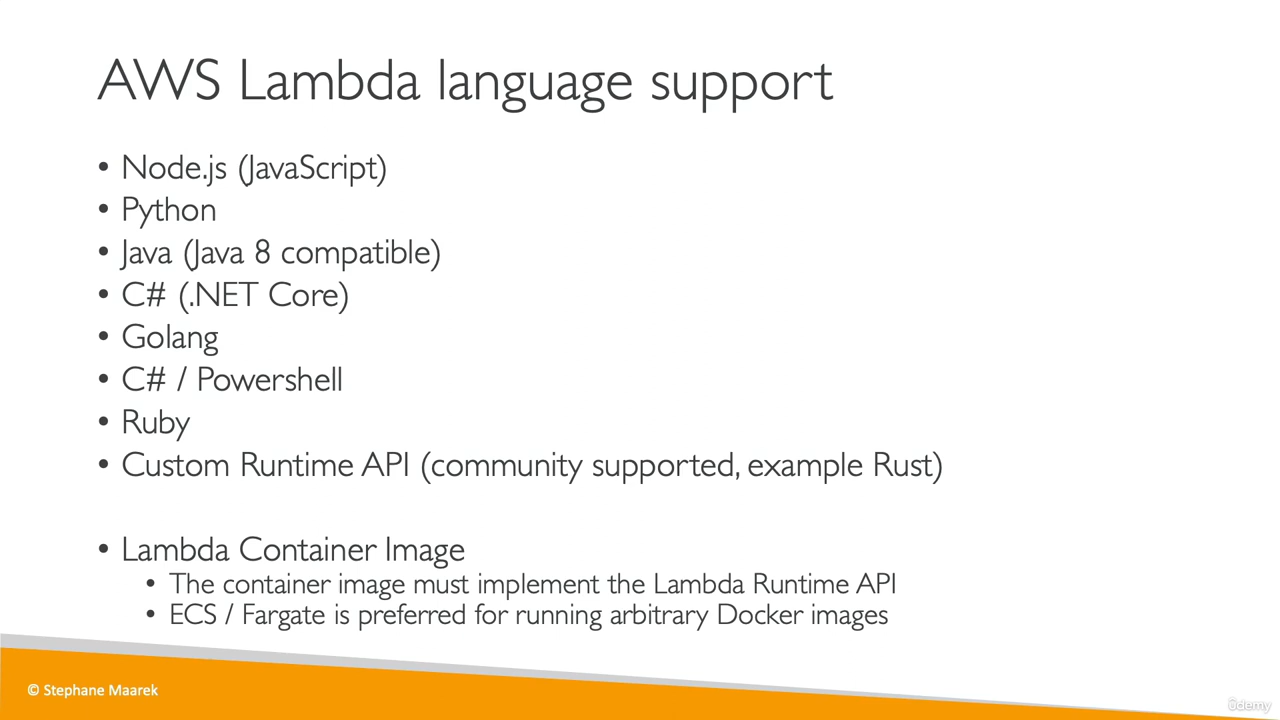 AWS Lambda language support
• Node.js (JavaScript)
• Python
• Java (Java 8 compatible)
• C# (.NET Core)
• Golang
• C# / Powershell
• Ruby
• Custom Runtime API (community supported, example Rust)
• Lambda Container Image
• The container image must implement the Lambda Runtime API
• ECS / Fargate is preferred for running arbitrary Docker images
© Stephane Maarek
ûdemy